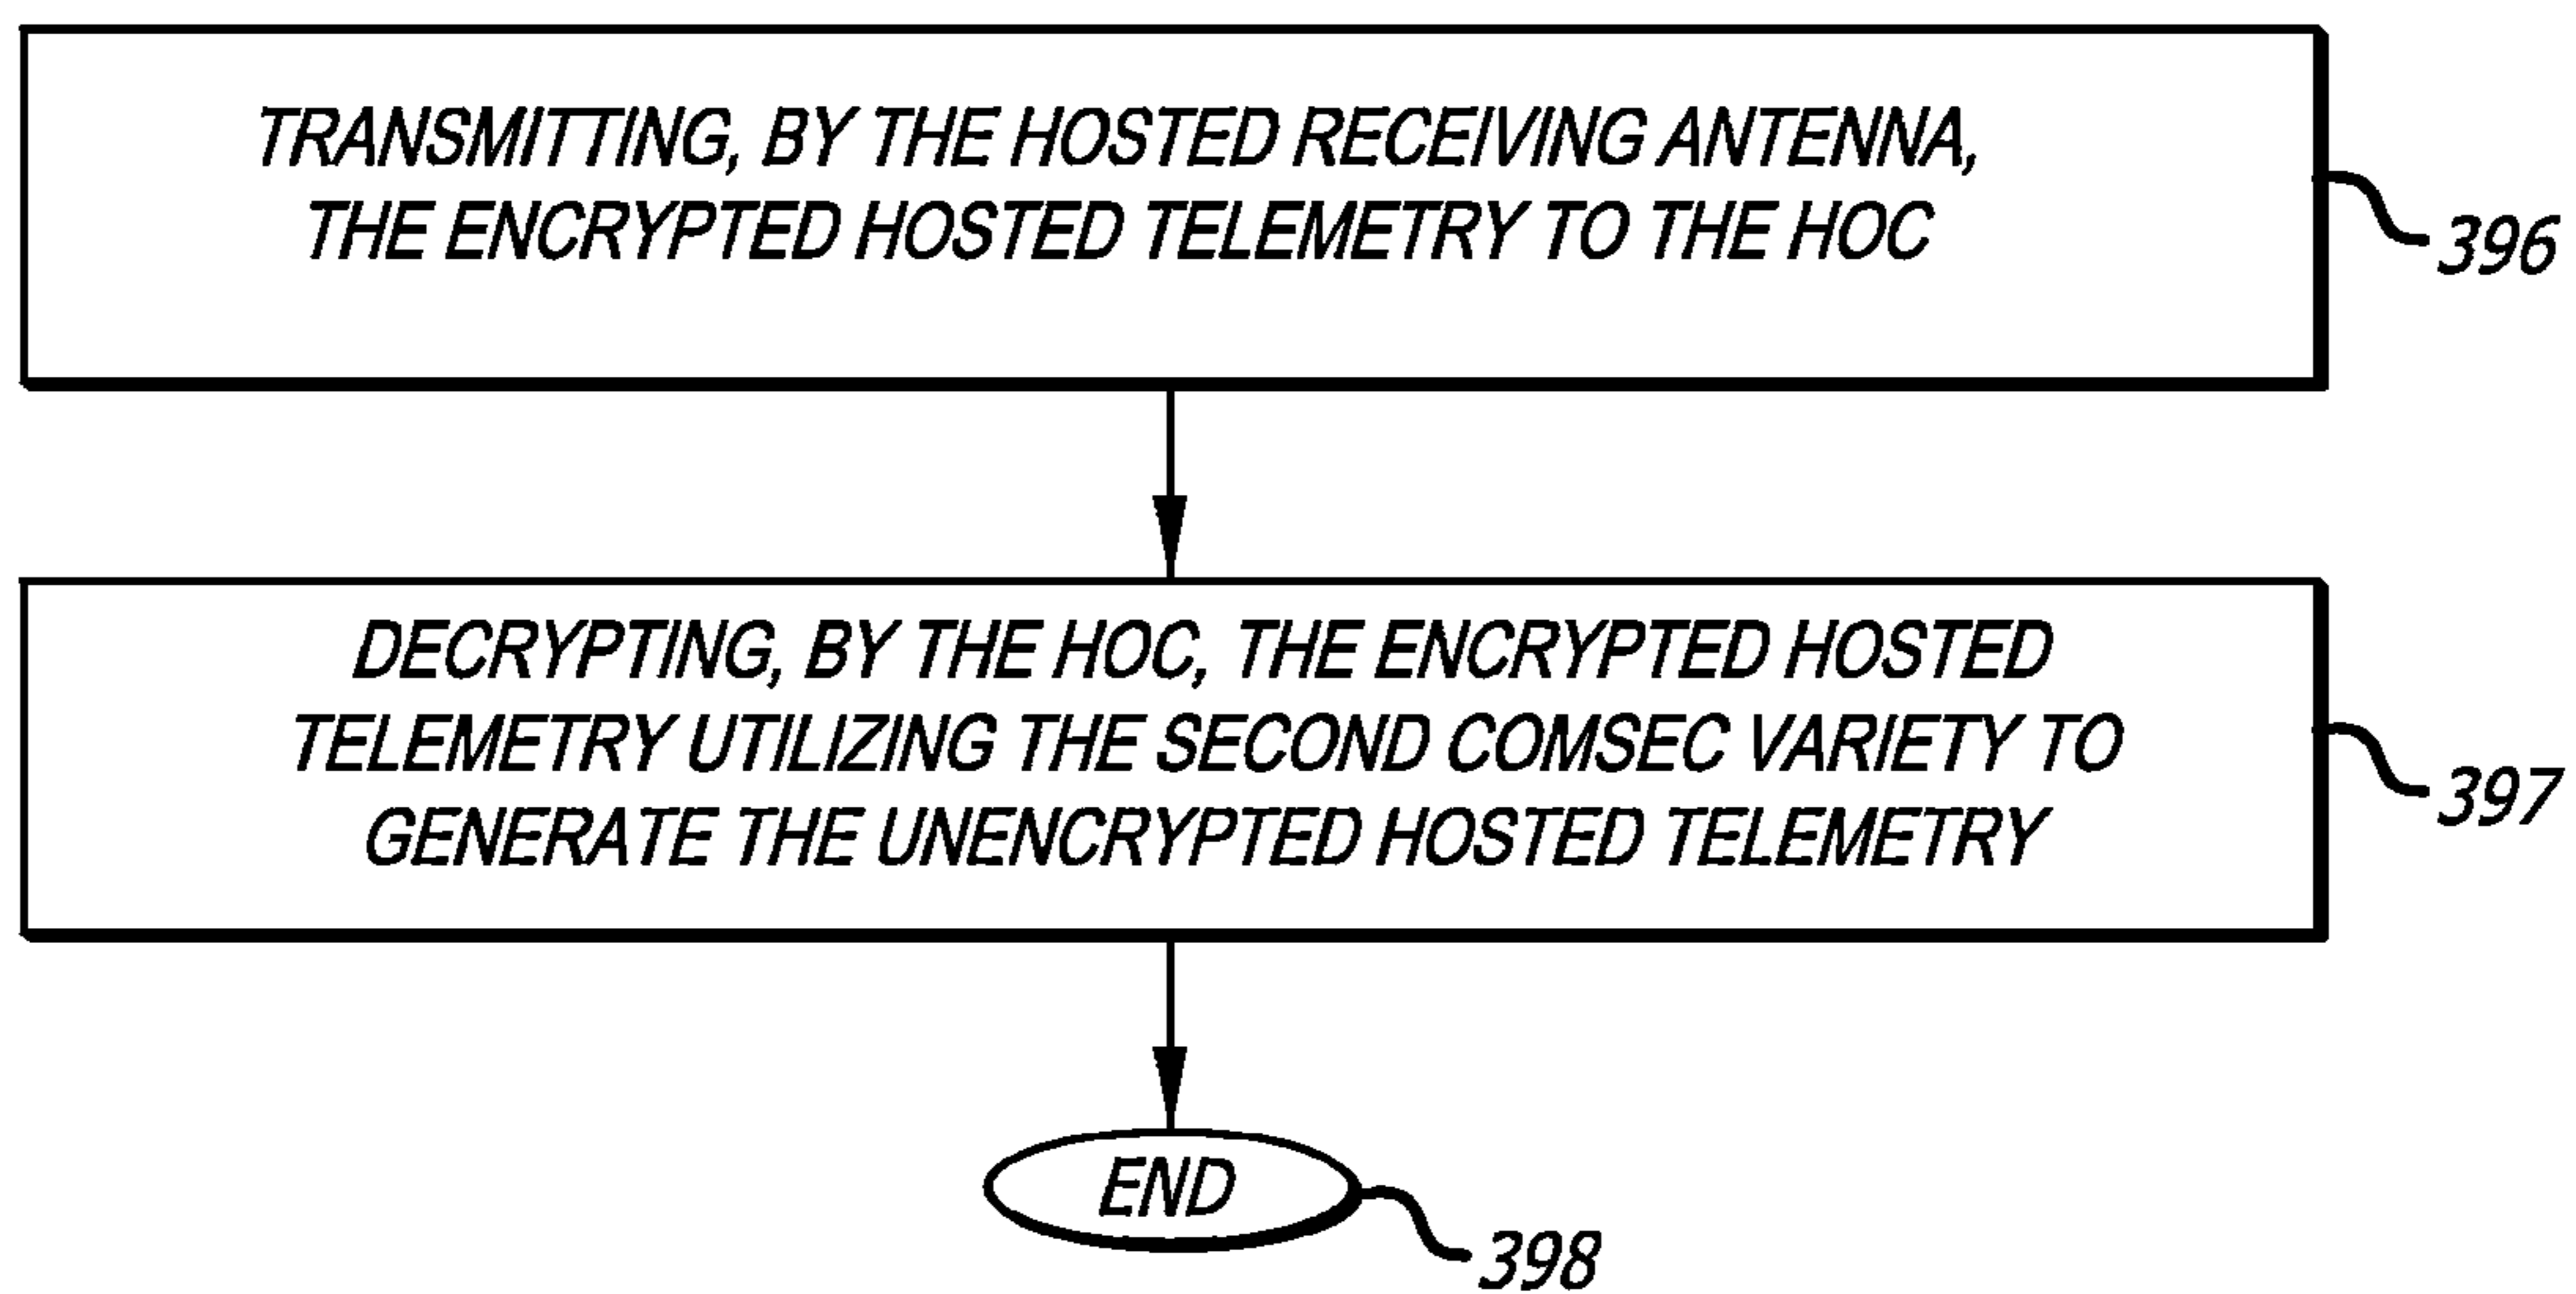 TRANSMITTING, BY THE HOSTED RECEIVING ANTENNA,
THE ENCRYPTED HOSTED TELEMETRY TO THE HOC
396
DECRYPTING, BY THE HOC, THE ENCRYPTED HOSTED
TELEMETRY UTILIZING THE SECOND COMSEC VARIETY TO
GENERATE THE UNENCRYPTED HOSTED TELEMETRY
397
END
398